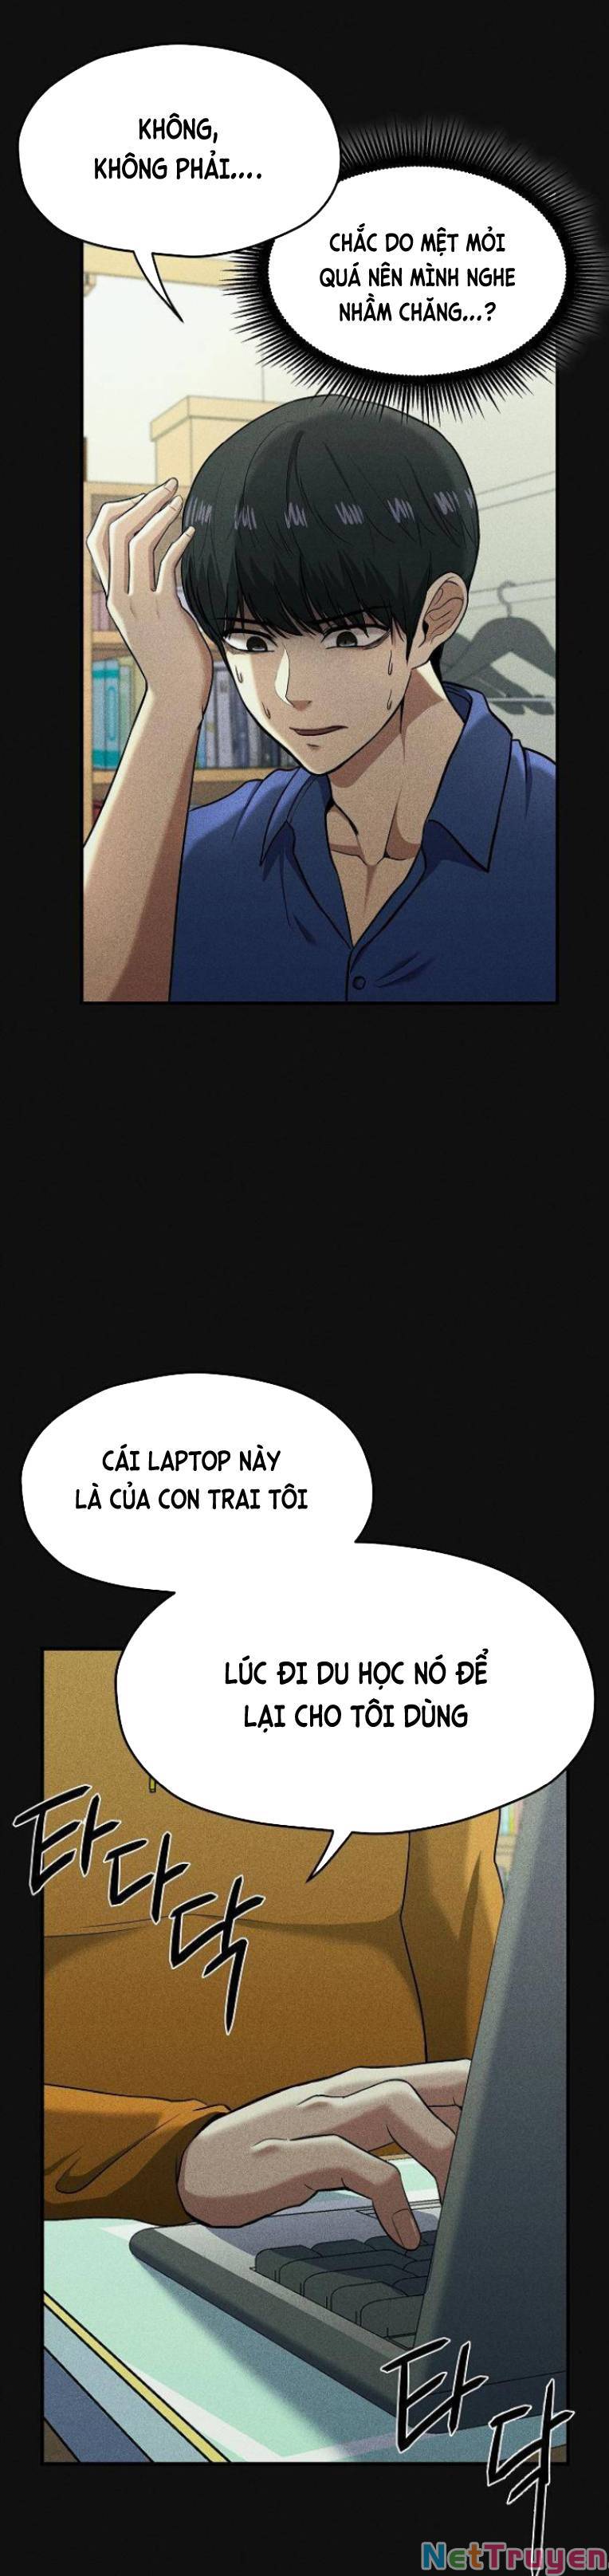 KHÔNG,
KHÔNG PHẢI....
CHẮC DO MỆT MỎI
QUÁ NÊN MÌNH NGHE
NHẦM CHĂNG...?
CÁI LAPTOP NÀY
LÀ CỦA CON TRAI TÔI
LÚC ĐI DU HỌC NÓ ĐỂ
LẠI CHO TÔI DÙNG
타다닥
타닥
NetTruyen